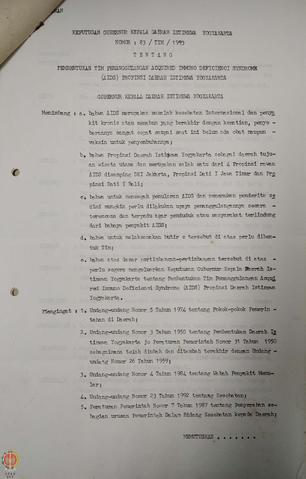 KEPUTUSAN GUBERNUR KEPALA DAERAH ISTIMEWA YOGYAKARTA
NOMOR : 83 / TIM / 1993
T E N T A N G
PEMBENTUKAN TIM PENANGGULANGAN ACQUIRED IMMUNO DEFICIENCY SYNDROME
(AIDS) PROPINSI DAERAH ISTIMEWA YOGYAKARTA
GUBERNUR KEPALA DAERAH ISTIMEWA YOGYAKARTA
Menimbang : a. bahwa AIDS merupakan masalah kesehatan Internasional dan penya
kit kronis atau menahun yang berakhir dengan kematian, penye-
barannya sangat cepat sampai saat ini belum ada obat maupun
vaksin untuk penyembuhannya;
b. bahwa Propinsi Daerah Istimewa Yogyakarta sebagai daerah tuju-
an wisata utama dan merupakan salah satu dari 4 Propinsi rawan
AIDS disamping DKI Jakarta, Propinsi Dati I Jawa Timur dan Pro
pinsi Dati I Bali;
c. bahwa untuk mencegah penularan AIDS dan menemukan penderita se
dini mungkin perlu dilakukan upaya penanggulangannya secara
terencana dan terpadu agar penduduk atau masyarakat terlindung
dari bahaya penyakit AIDS;
d. bahwa untuk melaksanakan butir c tersebut di atas perlu diben-
tuk Tim;
e. bahwa atas dasar pertimbangan-pertimbangan tersebut di atas
perlu segera mengeluarkan Keputusan Gubernur Kepala Daerah Is-
timewa Yogyakarta tentang Pembentukan Tim Penanggulangan Acqui
red Immuno Deficiency Syndrome (AIDS) Propinsi Daerah Istimewa
Yogyakarta.
Mengingat : 1. Undang-undang Nomor 5 Tahun 1974 tentang Pokok-pokok Pemerin-
tahan di Daerah;
2. Undang-undang Nomor 3 Tahun 1950 tentang Pembentukan Daerah Is
timewa Yogyakarta jo Peraturan Pemerintah Nomor 31 Tahun 1950
sebagaimana telah diubah dan ditambah terakhir dengan Undang-
undang Nomor 26 Tahun 1959;
3. Undang-undang Nomor 4 Tahun 1984 tentang Wabah Penyakit Menu-
lar;
4. Undang-undang Nomor 23 Tahun 1992 tentang Kesehatan;
5. Peraturan Pemerintah Nomor 7 Tahun 1987 tentang Penyerahan se-
bagian urusan Pemerintah Dalam Bidang Kesehatan kepada Daerah;
MEMUTUSKAN .......